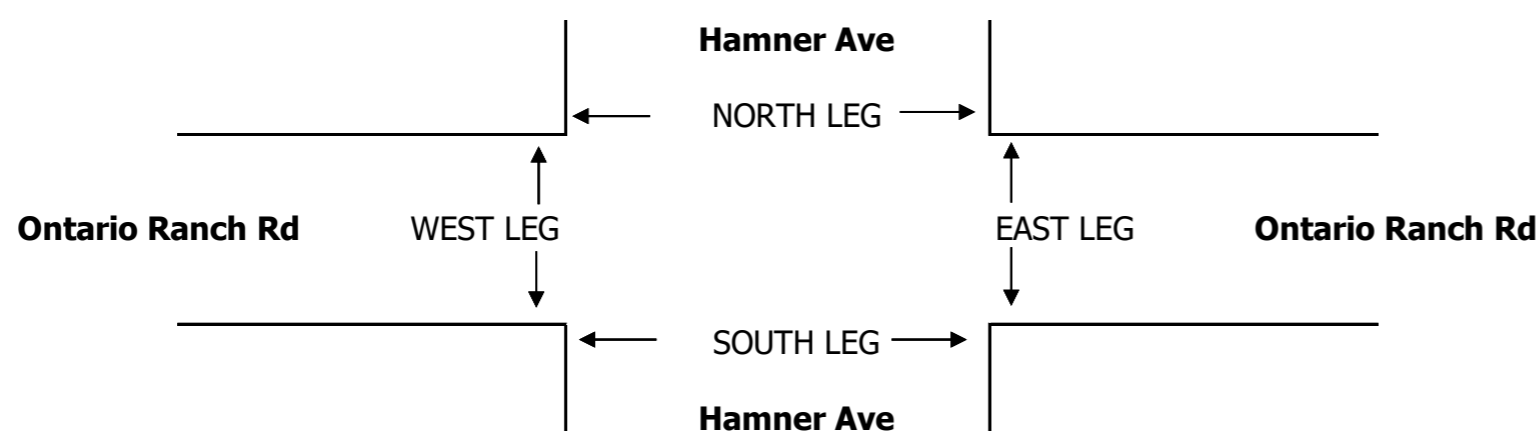 Hamner Ave
NORTH LEG
Ontario Ranch Rd WEST LEG EAST LEG Ontario Ranch Rd
SOUTH LEG
Hamner Ave